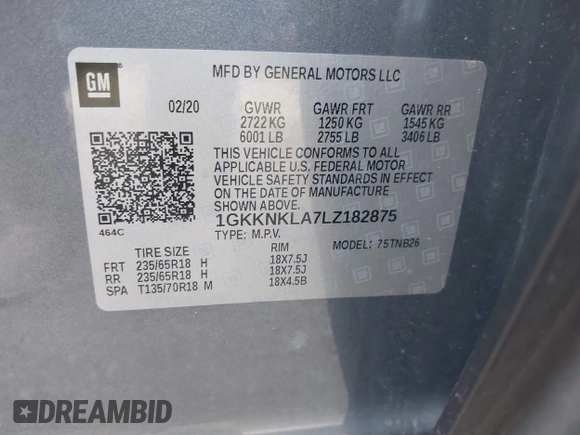 GM
MFD BY GENERAL MOTORS LLC
02/20 GVWR GAWR FRT GAWR RR
2722 KG 1250 KG 1545 KG
6001 LB 2755 LB 3406 LB
THIS VEHICLE CONFORMS TO ALL
APPLICABLE U.S. FEDERAL MOTOR
VEHICLE SAFETY STANDARDS IN EFFECT
ON THE DATE OF MANUFACTURE
SHOWN ABOVE.
1GKKNKLA7LZ182875
464C
TYPE: M.P.V. MODEL: 75TNB26
TIRE SIZE RIM
FRT 235/65R18 H 18X7.5J
RR 235/65R18 H 18X7.5J
SPA T135/70R18 M 18X4.5B
DREAMBID